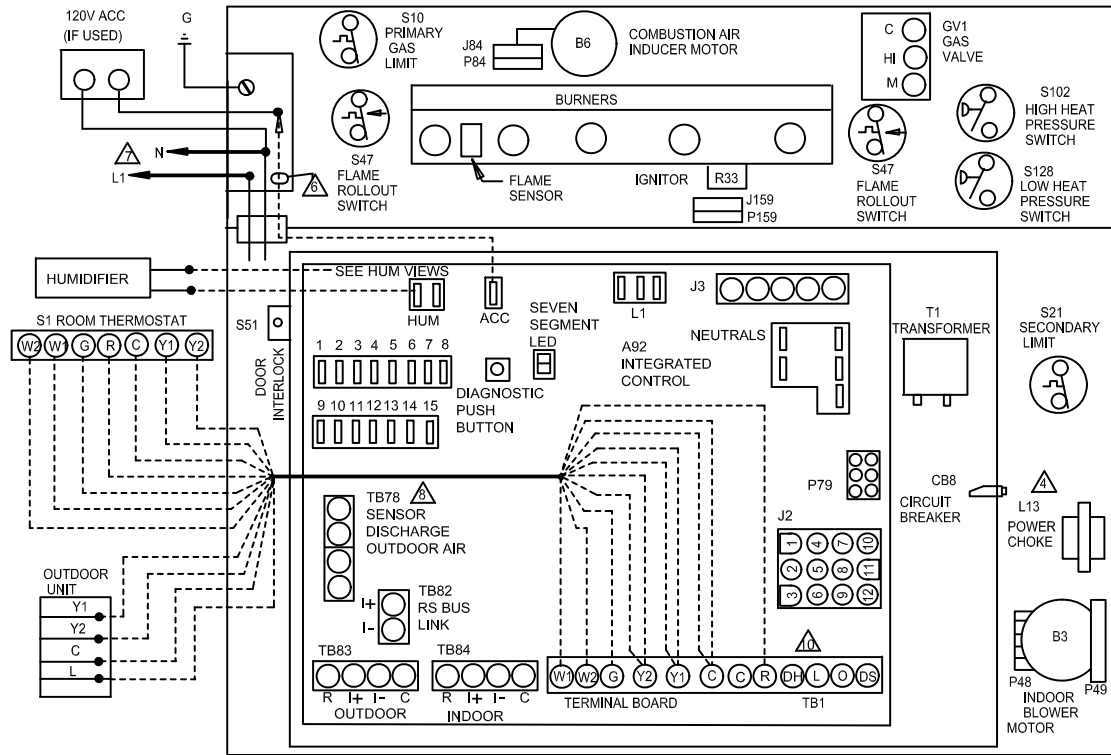 120V ACC
(IF USED)
G
S10
PRIMARY
GAS
LIMIT
J84
P84
B6
COMBUSTION AIR
INDUCER MOTOR
C
HI
M
GV1
GAS
VALVE
BURNERS
S102
HIGH HEAT
PRESSURE
SWITCH
7
N
L1
6
S47
FLAME
ROLLOUT
SWITCH
FLAME
SENSOR
IGNITOR
R33
J159
P159
S47
FLAME
ROLLOUT
SWITCH
S128
LOW HEAT
PRESSURE
SWITCH
HUMIDIFIER
SEE HUM VIEWS
HUM
ACC
L1
J3
S1 ROOM THERMOSTAT
W2 W1 G R C Y1 Y2
S51
DOOR
INTERLOCK
SEVEN
SEGMENT
LED
A92
INTEGRATED
CONTROL
NEUTRALS
T1
TRANSFORMER
S21
SECONDARY
LIMIT
1 2 3 4 5 6 7 8
9 10 11 12 13 14 15
DIAGNOSTIC
PUSH
BUTTON
TB78
8
SENSOR
DISCHARGE
OUTDOOR AIR
P79
CB8
CIRCUIT
BREAKER
4
L13
POWER
CHOKE
J2
1 4 7 10
2 5 8 11
3 6 9 12
OUTDOOR
UNIT
Y1
Y2
C
L
I+
I-
TB82
RS BUS
LINK
10
TB83
R I+ I- C
OUTDOOR
TB84
R I+ I- C
INDOOR
W1 W2 G Y2 Y1 C C R DH L O DS
TERMINAL BOARD
TB1
B3
P48
P49
INDOOR
BLOWER
MOTOR